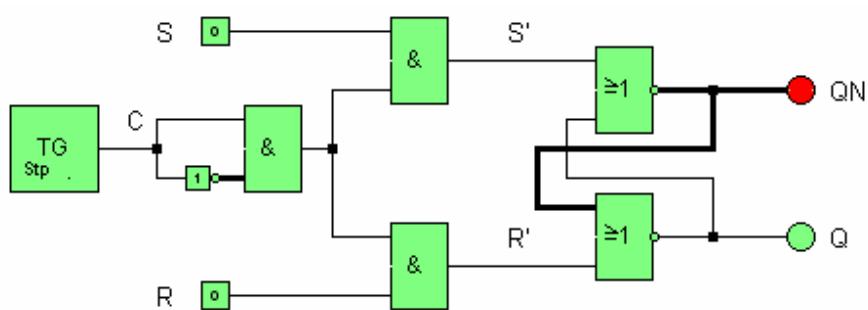 S 0 & S'
≥1 QN
C
TG & 
Stp .
1
& R' ≥1 Q
R 0